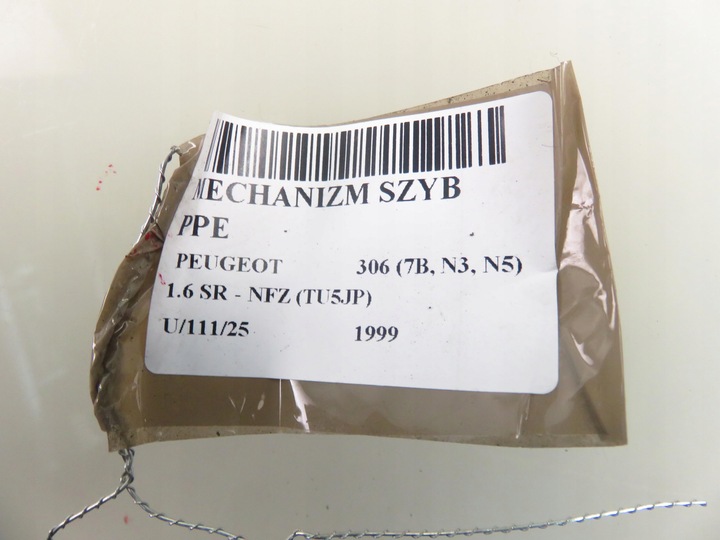 MECHANIZM SZYB
PPE
PEUGEOT 306 (7B, N3, N5)
1.6 SR - NFZ (TU5JP)
U/111/25 1999